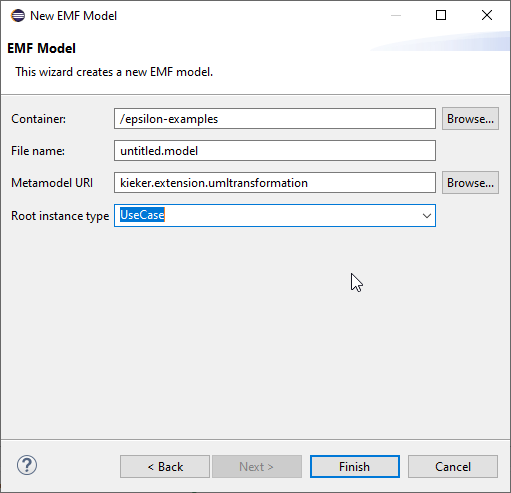 New EMF Model
EMF Model
This wizard creates a new EMF model.
Container: /epsilon-examples Browse...
File name: untitled.model
Metamodel URI kieker.extension.umltransformation Browse...
Root instance type UseCase
? < Back Next > Finish Cancel